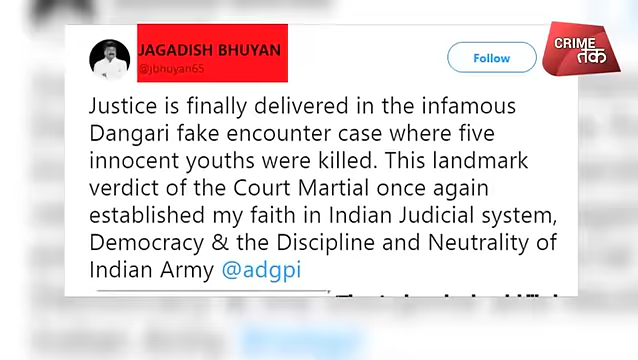 JAGADISH BHUYAN
@jbhuyan65
Follow
CRIME
तक
Justice is finally delivered in the infamous
Dangari fake encounter case where five
innocent youths were killed. This landmark
verdict of the Court Martial once again
established my faith in Indian Judicial system,
Democracy & the Discipline and Neutrality of
Indian Army @adgpi